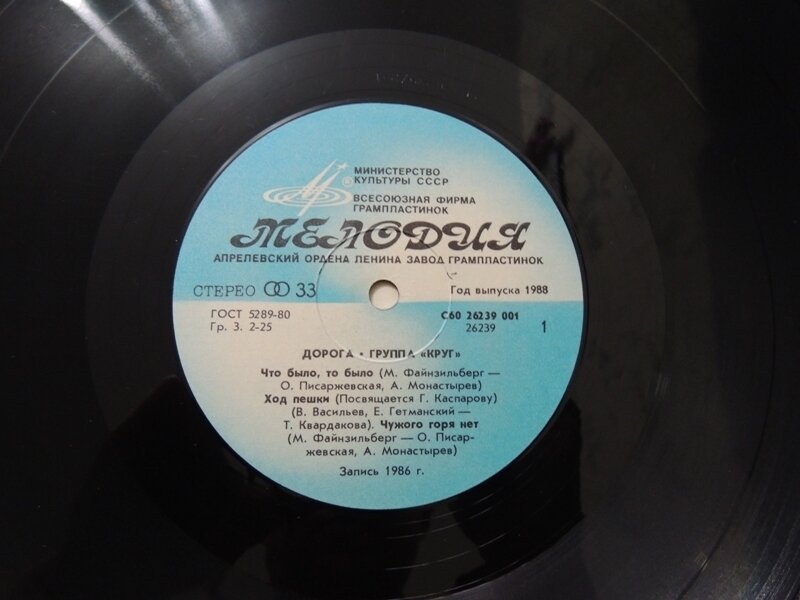 МИНИСТЕРСТВО
КУЛЬТУРЫ СССР
®
ВСЕСОЮЗНАЯ ФИРМА
ГРАМПЛАСТИНОК
МЕЛОДИЯ
АПРЕЛЕВСКИЙ ОРДЕНА ЛЕНИНА ЗАВОД ГРАМПЛАСТИНОК
СТЕРЕО 33
Год выпуска 1988
ГОСТ 5289-80
Гр. 3. 2-25
С60 26239 001
26239
1
ДОРОГА • ГРУППА «КРУГ»
Что было, то было (М. Файнзильберг —
О. Писаржевская, А. Монастырев)
Ход пешки (Посвящается Г. Каспарову)
(В. Васильев, Е. Гетманский —
Т. Квардакова). Чужого горя нет
(М. Файнзильберг — О. Писар-
жевская, А. Монастырев)
Запись 1986 г.